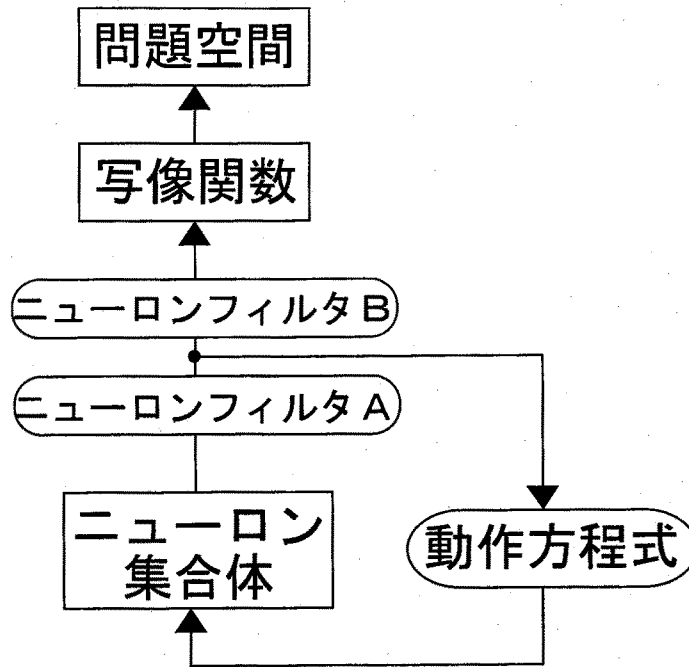 問題空間
写像関数
ニューロンフィルタB
ニューロンフィルタA
ニューロン
集合体
動作方程式